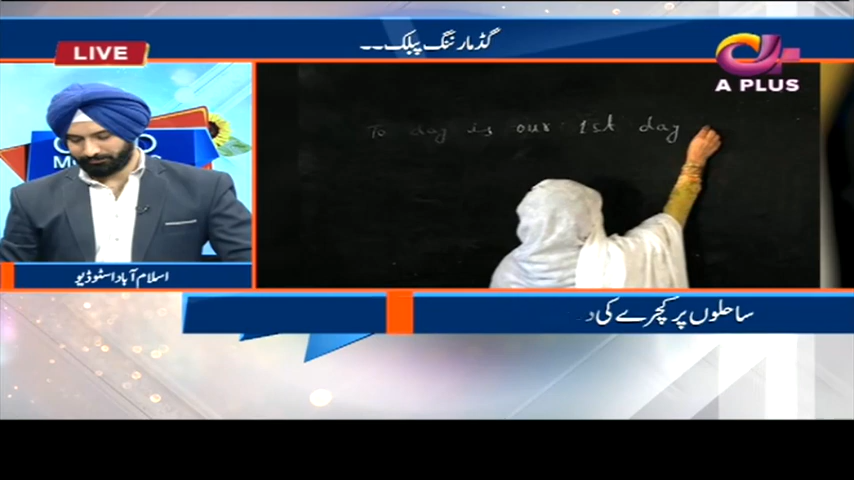 گڈ مارننگ پبلک۔۔
LIVE
A PLUS
To day is our 1st day
اسلام آباد اسٹوڈیو
ساحلوں پر کچرے کی